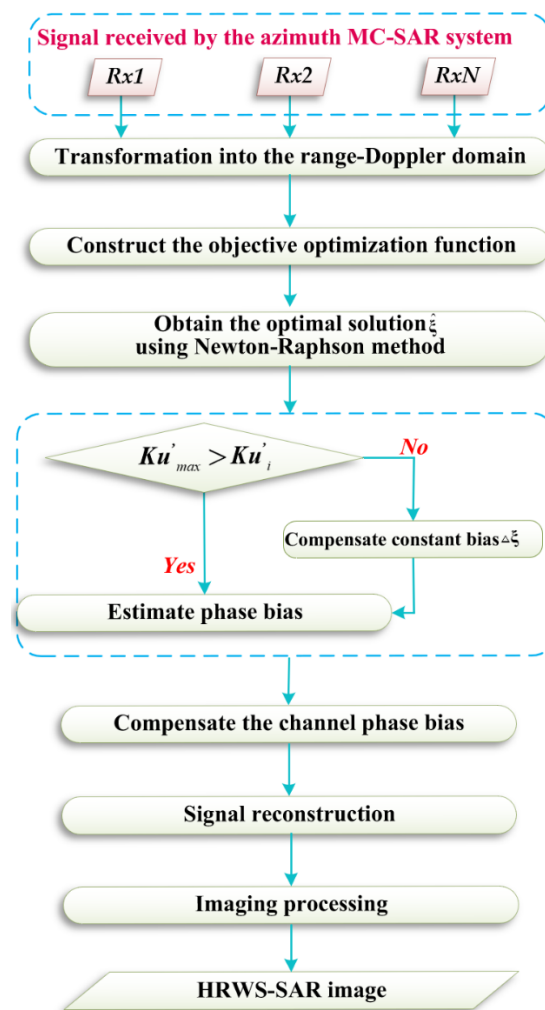 Signal received by the azimuth MC-SAR system
Rx1 Rx2 RxN
Transformation into the range-Doppler domain
Construct the objective optimization function
Obtain the optimal solution ξ̂
using Newton-Raphson method
Ku'max > Ku'i
No
Compensate constant bias△ξ
Yes
Estimate phase bias
Compensate the channel phase bias
Signal reconstruction
Imaging processing
HRWS-SAR image